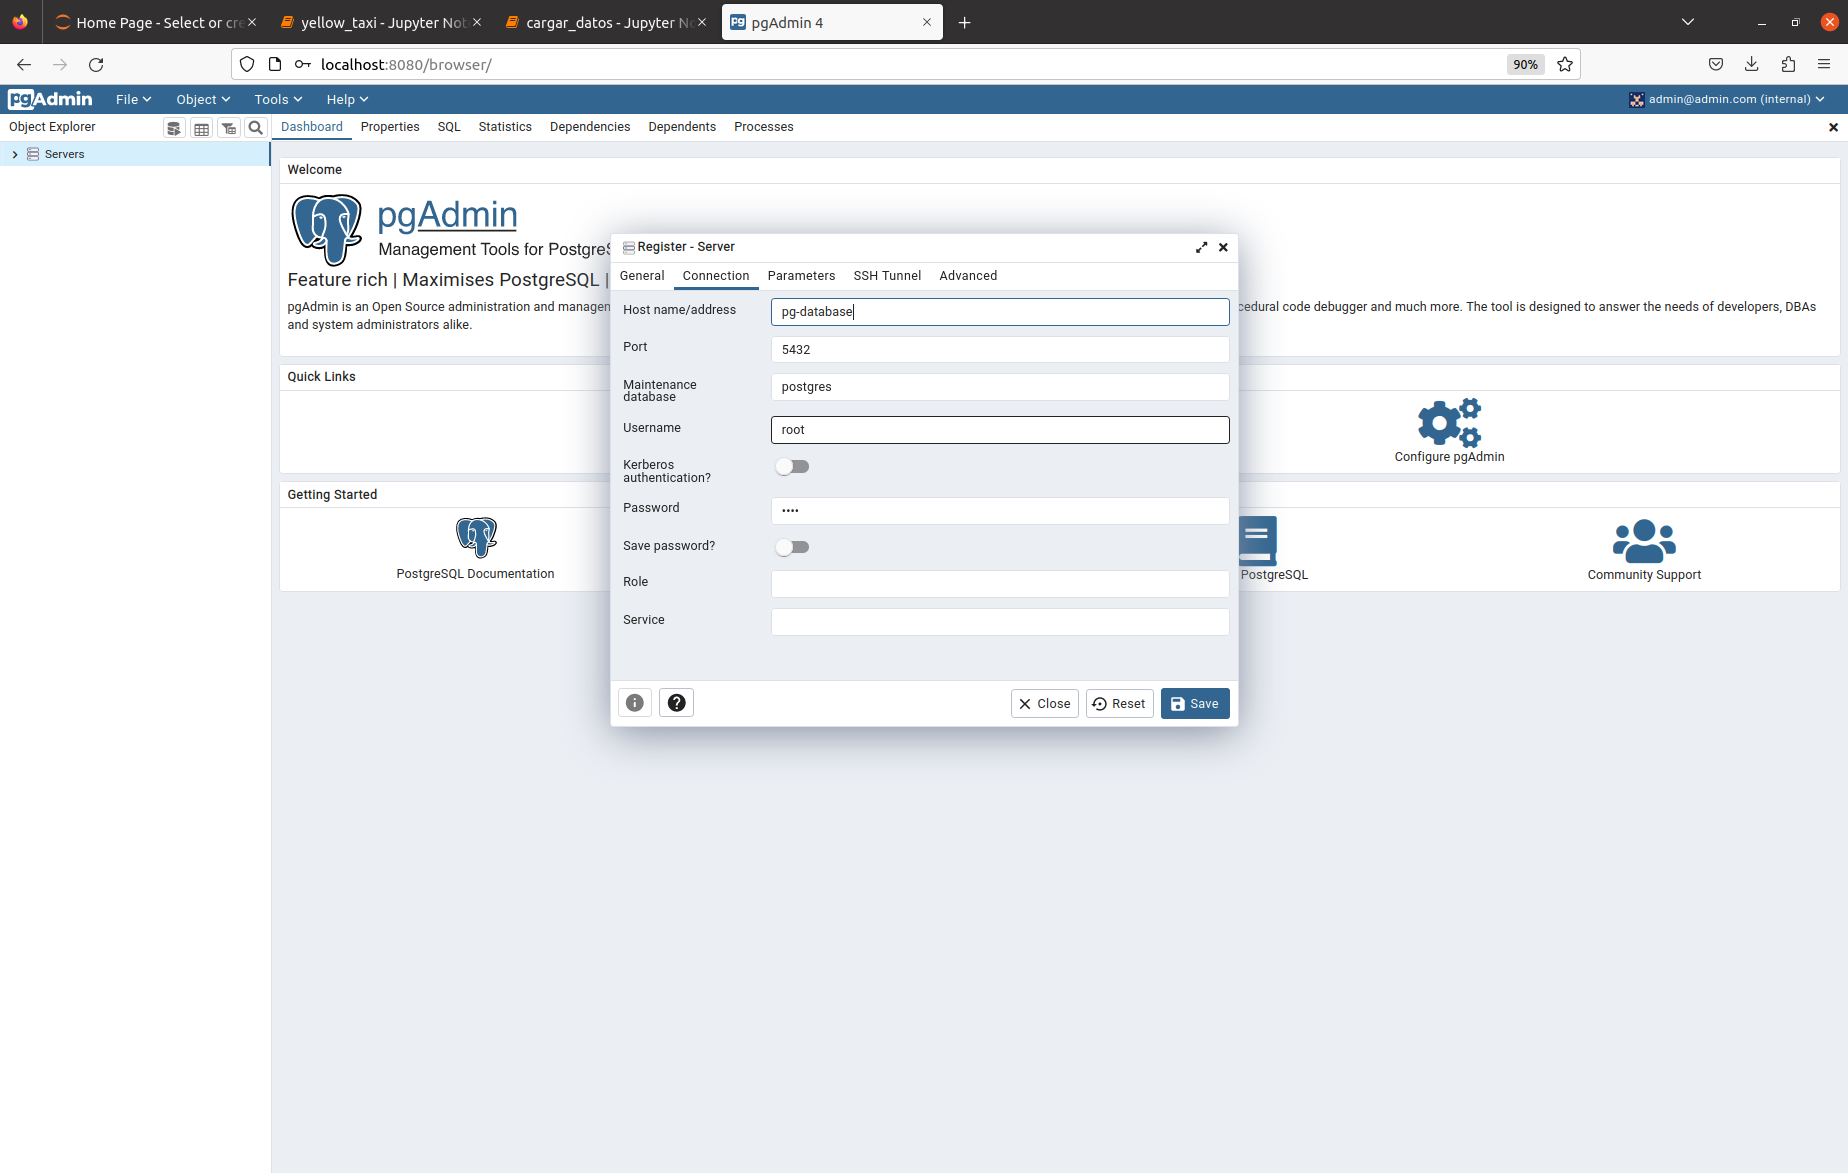 Home Page - Select or cre
yellow_taxi - Jupyter Not
cargar_datos - Jupyter No
pgAdmin 4
localhost:8080/browser/
90%
pgAdmin
File
Object
Tools
Help
admin@admin.com (internal)
Object Explorer
Dashboard
Properties
SQL
Statistics
Dependencies
Dependents
Processes
Servers
Welcome
pgAdmin
Management Tools for PostgreS
Feature rich | Maximises PostgreSQL |
pgAdmin is an Open Source administration and managem
cedural code debugger and much more. The tool is designed to answer the needs of developers, DBAs
and system administrators alike.
Quick Links
Configure pgAdmin
Getting Started
PostgreSQL Documentation
PostgreSQL
Community Support
Register - Server
General
Connection
Parameters
SSH Tunnel
Advanced
Host name/address
pg-database
Port
5432
Maintenance
database
postgres
Username
root
Kerberos
authentication?
Password
••••
Save password?
Role
Service
Close
Reset
Save